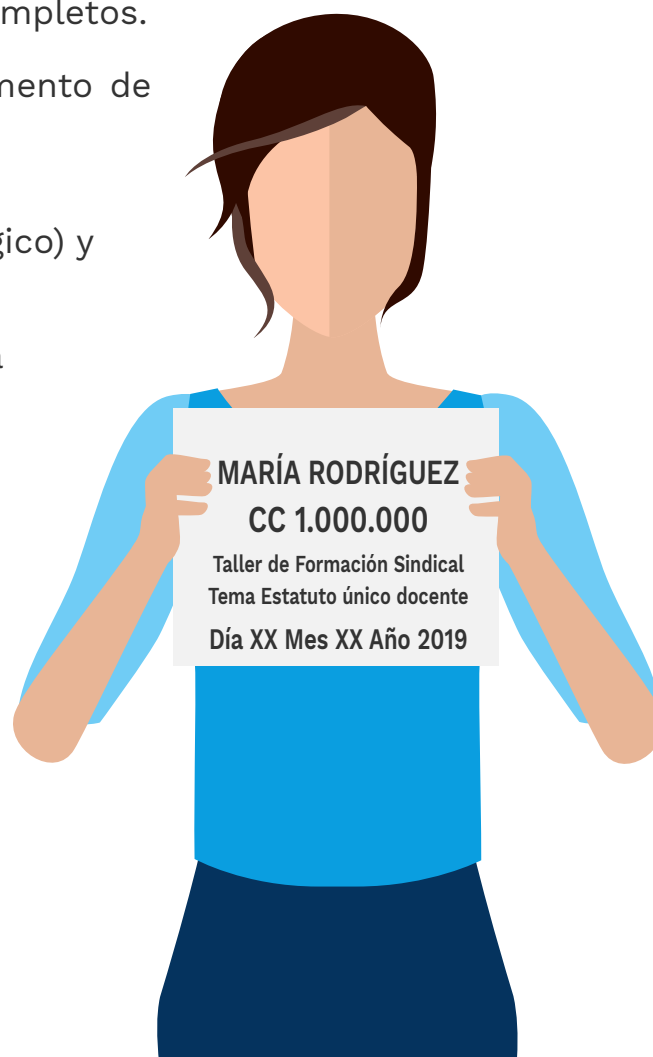 mpletos.
mento de
gico) y
MARÍA RODRÍGUEZ
CC 1.000.000
Taller de Formación Sindical
Tema Estatuto único docente
Día XX Mes XX Año 2019